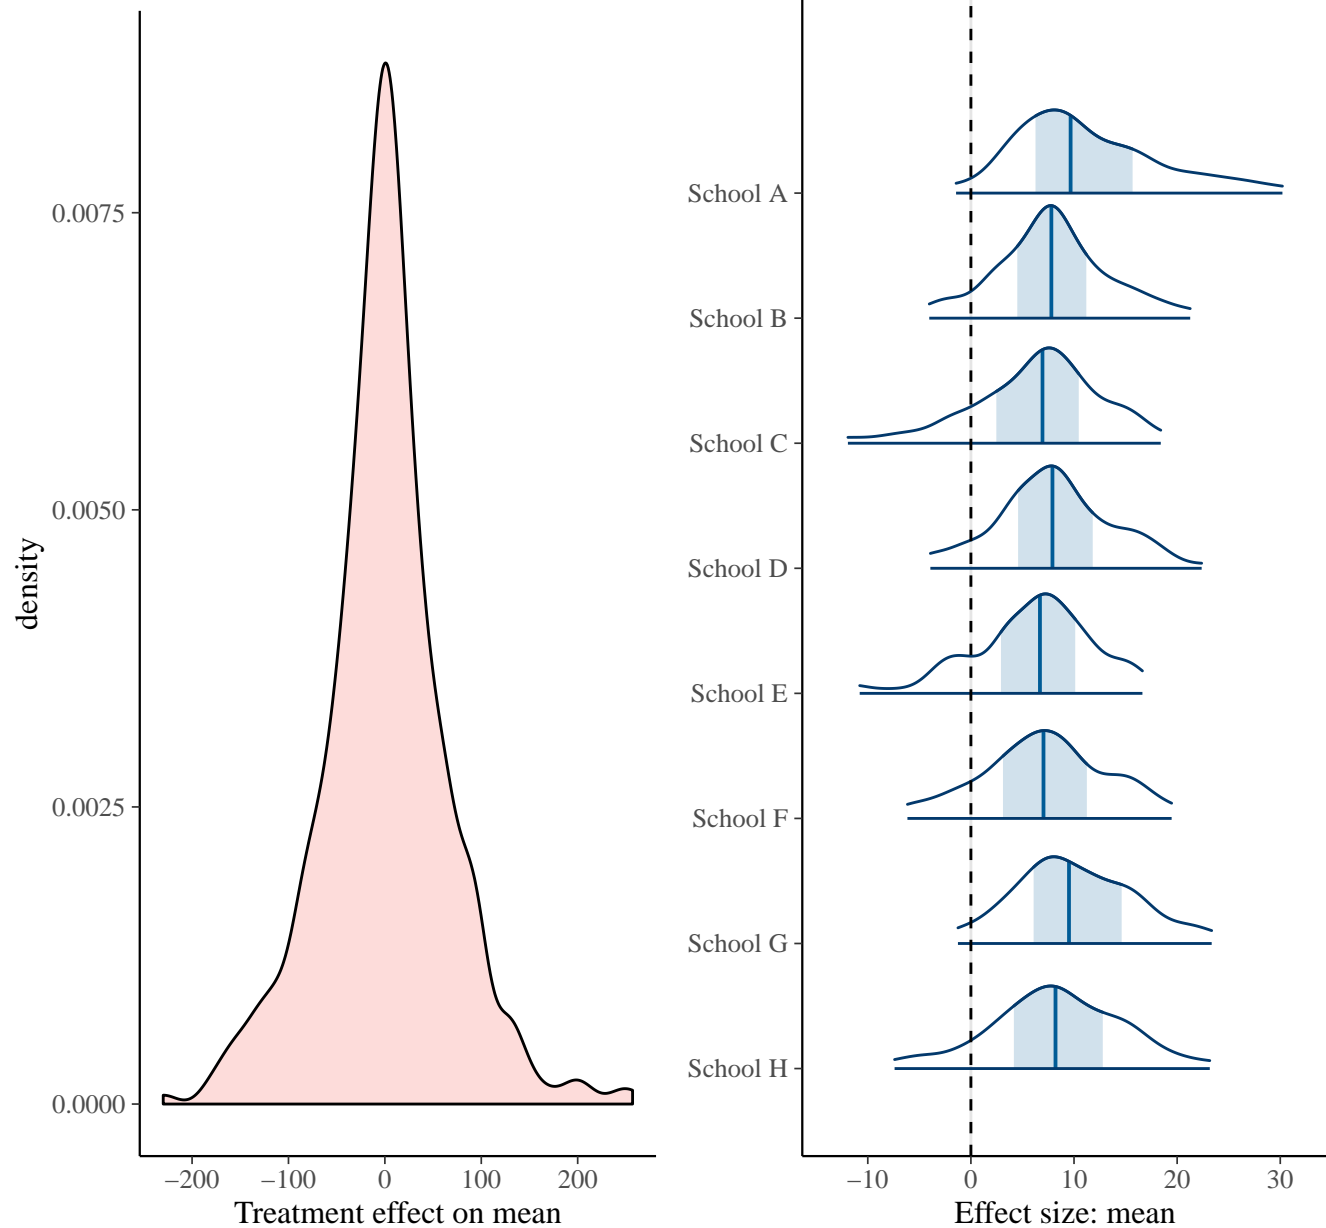 density
0.0075
0.0050
0.0025
0.0000
−200
−100
0
100
200
Treatment effect on mean
School A
School B
School C
School D
School E
School F
School G
School H
−10
0
10
20
30
Effect size: mean